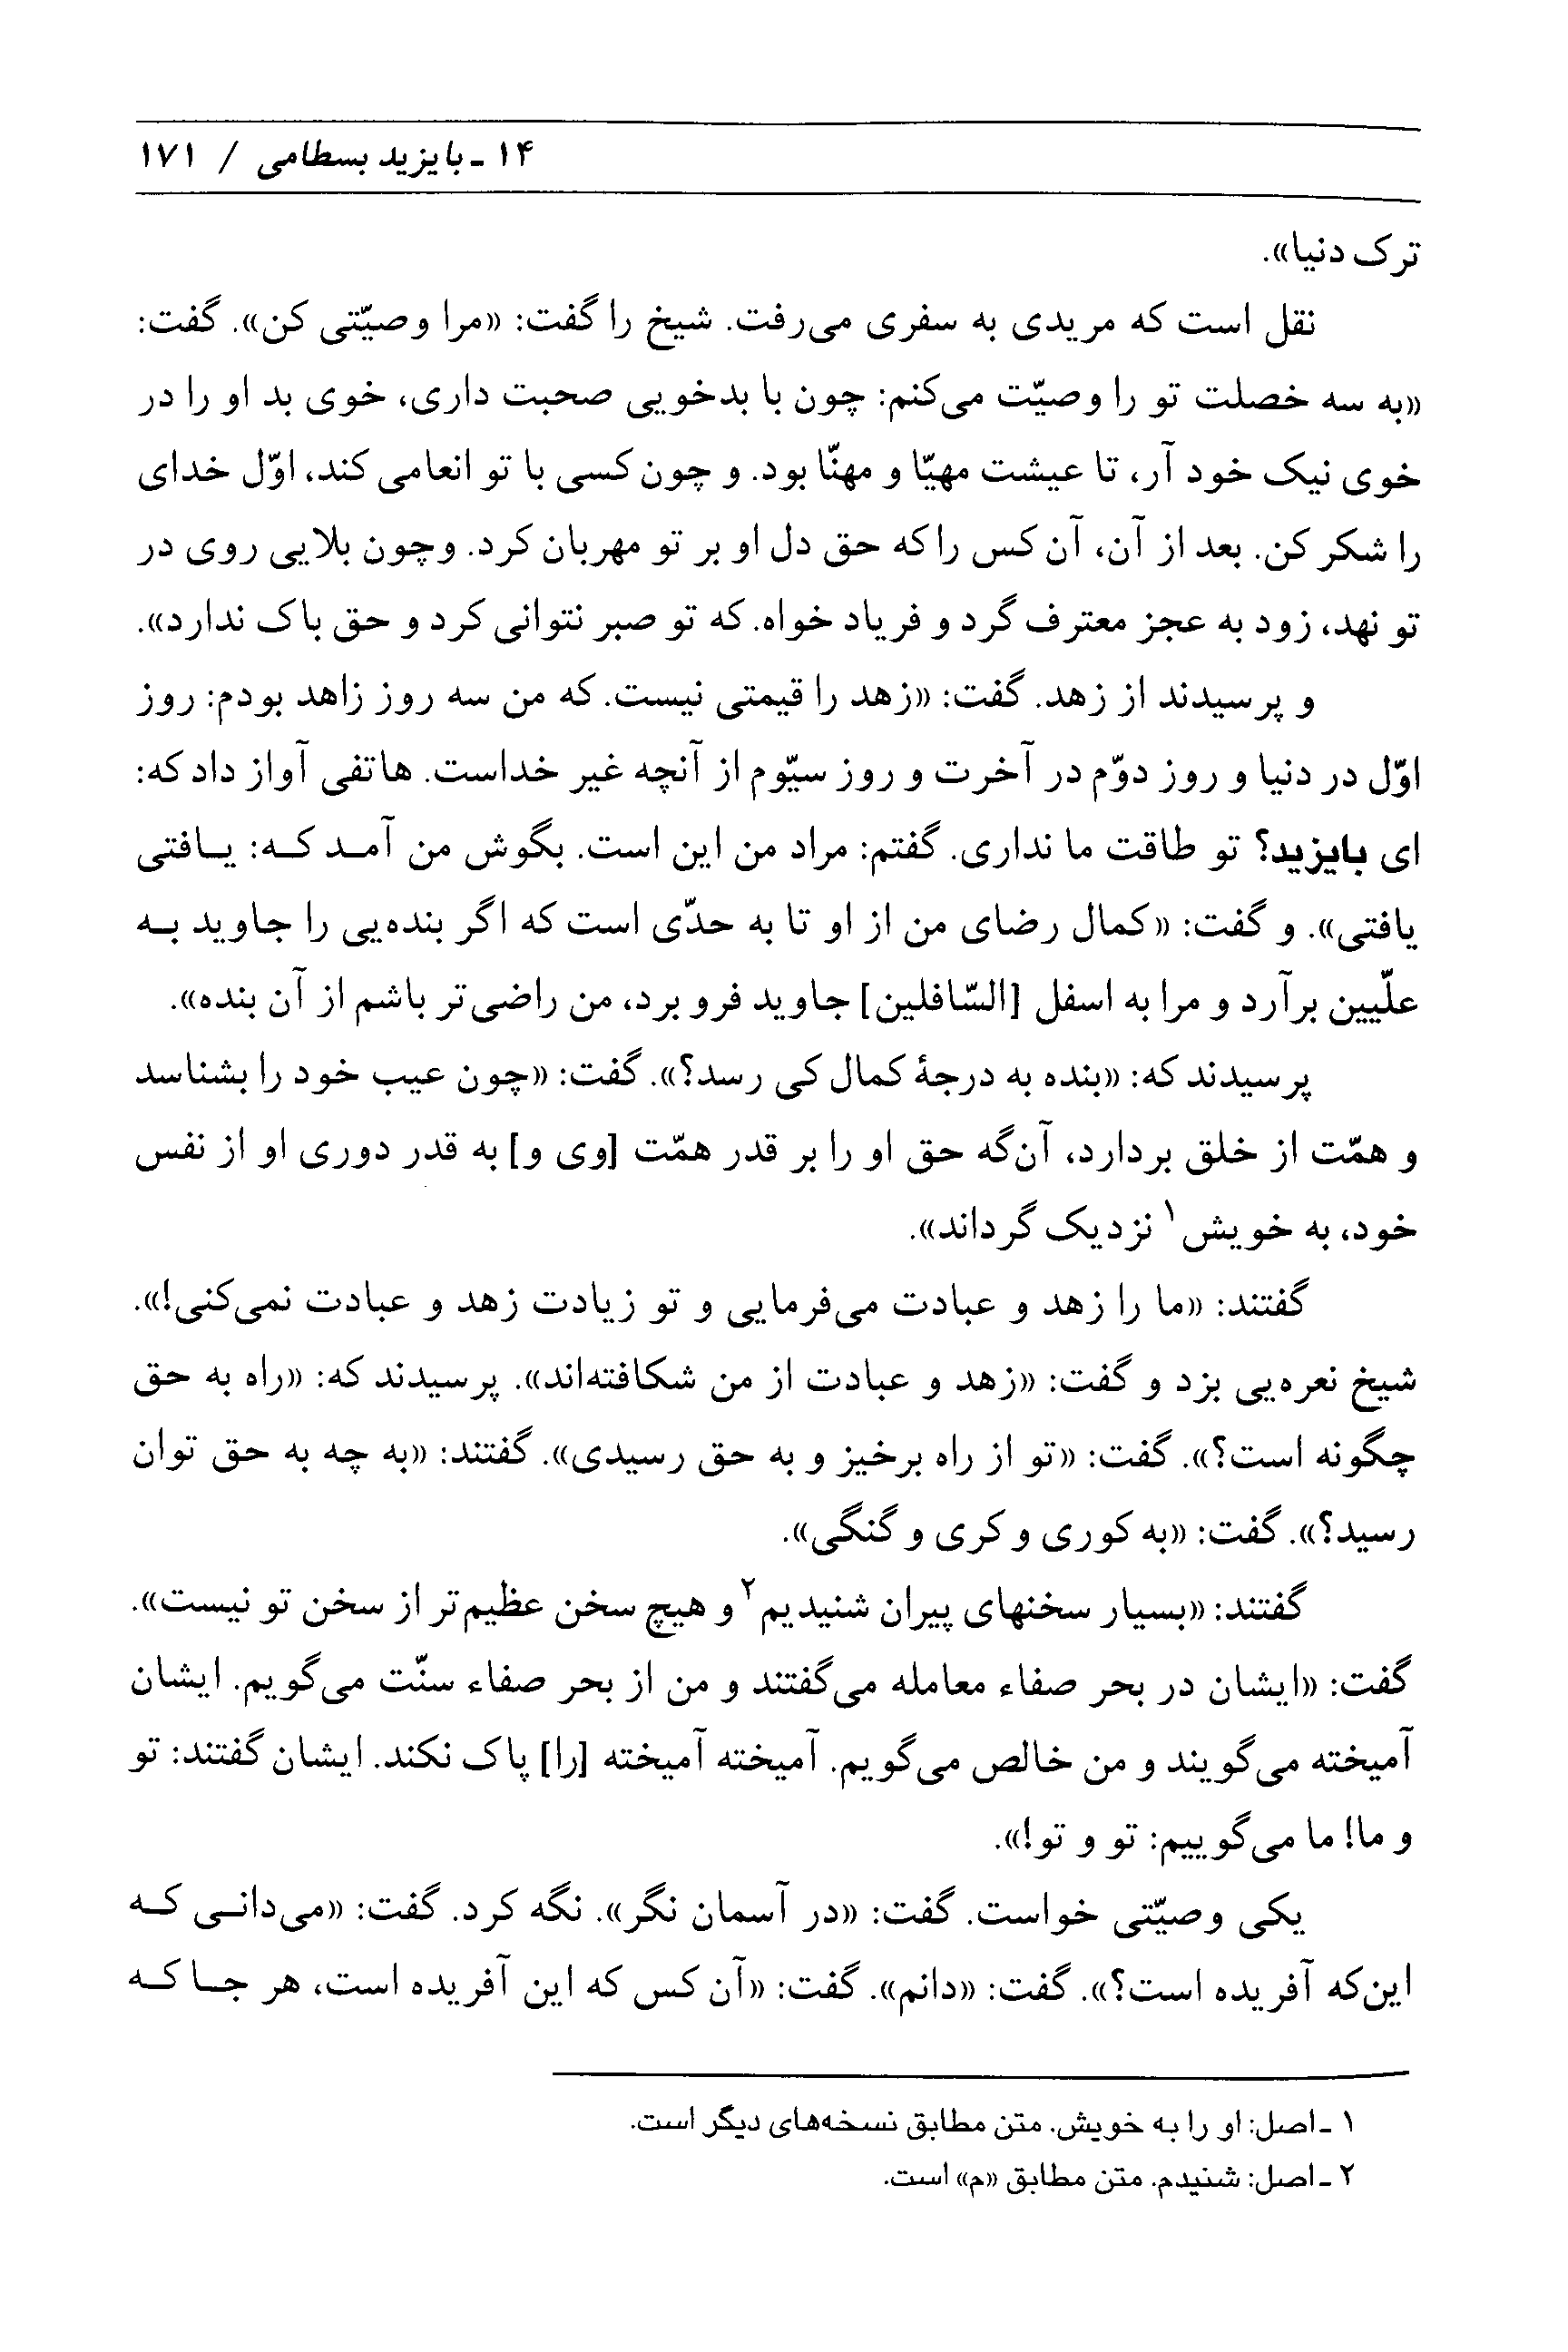 ۱۴ ـ بایزید بسطامی / ۱۷۱
ترک دنیا».
نقل است که مریدی به سفری می‌رفت. شیخ را گفت: «مرا وصیّتی کن». گفت:
«به سه خصلت تو را وصیّت می‌کنم: چون با بدخویی صحبت داری، خوی بد او را در
خوی نیک خود آر، تا عیشت مهیّا و مهنّا بود. و چون کسی با تو انعامی کند، اوّل خدای
را شکر کن. بعد از آن، آن کس را که حق دل او بر تو مهربان کرد. وچون بلایی روی در
تو نهد، زود به عجز معترف گرد و فریاد خواه. که تو صبر نتوانی کرد و حق باک ندارد».
و پرسیدند از زهد. گفت: «زهد را قیمتی نیست. که من سه روز زاهد بودم: روز
اوّل در دنیا و روز دوّم در آخرت و روز سیّوم از آنچه غیر خداست. هاتفی آواز داد که:
ای بایزید؟ تو طاقت ما نداری. گفتم: مراد من این است. بگوش من آمد که: یافتی
یافتی». و گفت: «کمال رضای من از او تا به حدّی است که اگر بنده‌یی را جاوید به
علّیین برآرد و مرا به اسفل [السّافلین] جاوید فرو برد، من راضی‌تر باشم از آن بنده».
پرسیدند که: «بنده به درجهٔ کمال کی رسد؟». گفت: «چون عیب خود را بشناسد
و همّت از خلق بردارد، آن‌گه حق او را بر قدر همّت [وی و] به قدر دوری او از نفس
خود، به خویش۱ نزدیک گرداند».
گفتند: «ما را زهد و عبادت می‌فرمایی و تو زیادت زهد و عبادت نمی‌کنی!».
شیخ نعره‌یی بزد و گفت: «زهد و عبادت از من شکافته‌اند». پرسیدند که: «راه به حق
چگونه است؟». گفت: «تو از راه برخیز و به حق رسیدی». گفتند: «به چه به حق توان
رسید؟». گفت: «به کوری و کری و گنگی».
گفتند: «بسیار سخنهای پیران شنیدیم۲ و هیچ سخن عظیم‌تر از سخن تو نیست».
گفت: «ایشان در بحر صفاء معامله می‌گفتند و من از بحر صفاء سنّت می‌گویم. ایشان
آمیخته می‌گویند و من خالص می‌گویم. آمیخته آمیخته [را] پاک نکند. ایشان گفتند: تو
و ما! ما می‌گوییم: تو و تو!».
یکی وصیّتی خواست. گفت: «در آسمان نگر». نگه کرد. گفت: «می‌دانی که
این‌که آفریده است؟». گفت: «دانم». گفت: «آن کس که این آفریده است، هر جا که
۱ ـ اصل: او را به خویش. متن مطابق نسخه‌های دیگر است.
۲ ـ اصل: شنیدم. متن مطابق «م» است.